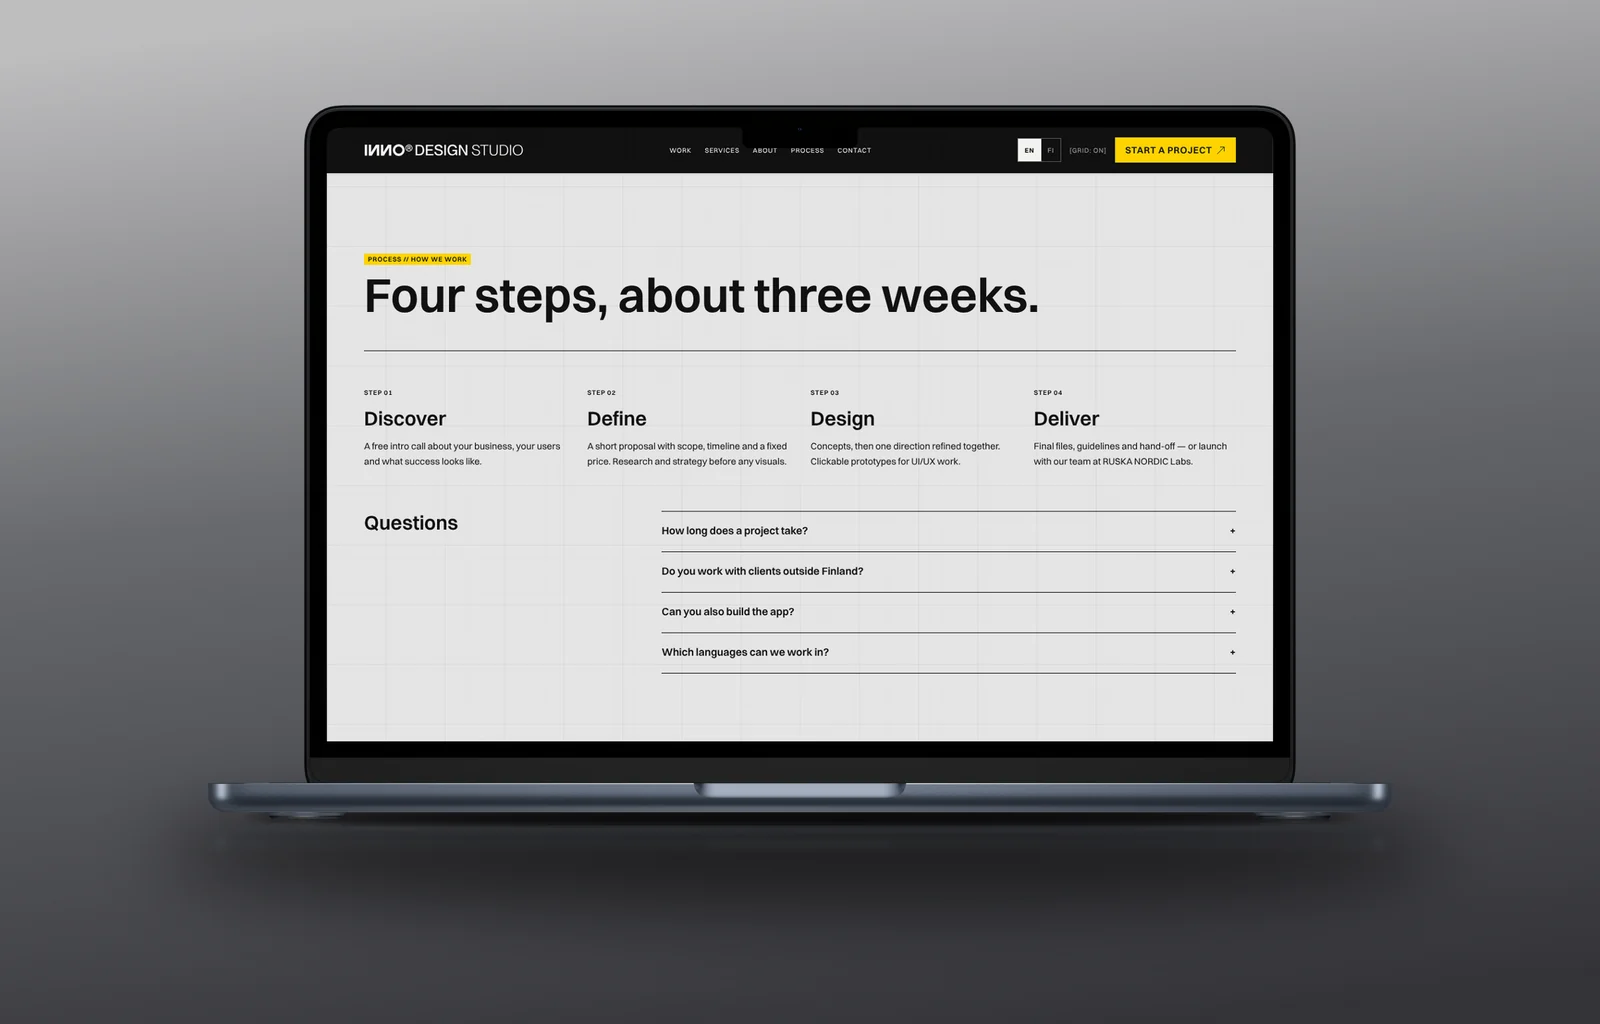 INNO® DESIGN STUDIO
WORK SERVICES ABOUT PROCESS CONTACT
EN FI [GRID: ON] START A PROJECT ↗
PROCESS // HOW WE WORK
Four steps, about three weeks.
STEP 01
Discover
A free intro call about your business, your users
and what success looks like.
STEP 02
Define
A short proposal with scope, timeline and a fixed
price. Research and strategy before any visuals.
STEP 03
Design
Concepts, then one direction refined together.
Clickable prototypes for UI/UX work.
STEP 04
Deliver
Final files, guidelines and hand-off — or launch
with our team at RUSKA NORDIC Labs.
Questions
How long does a project take? +
Do you work with clients outside Finland? +
Can you also build the app? +
Which languages can we work in? +